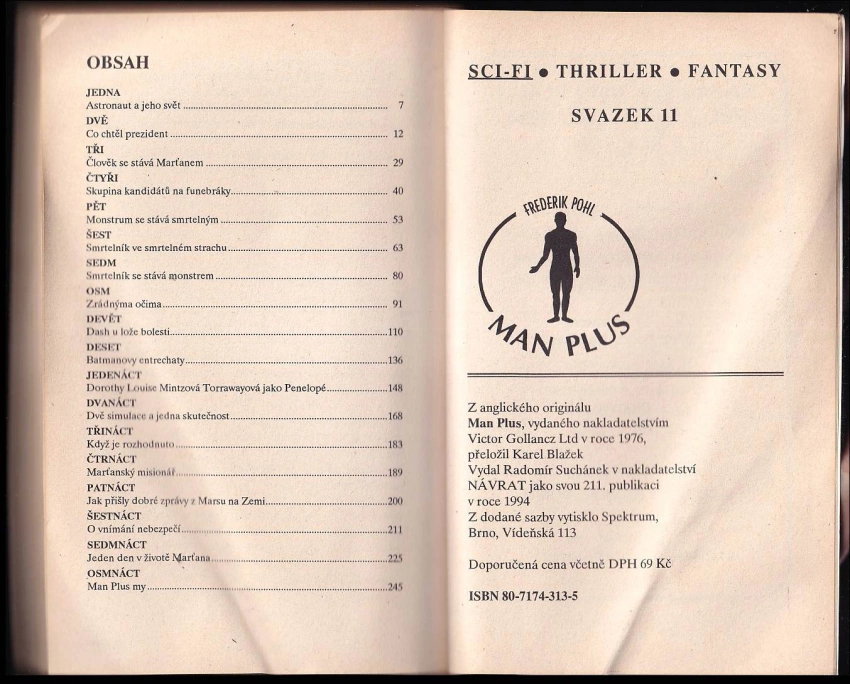 OBSAH
JEDNA
Astronaut a jeho svět ........ 7
DVĚ
Co chtěl prezident ........ 12
TŘI
Člověk se stává Marťanem ........ 29
ČTYŘI
Skupina kandidátů na funebráky ........ 40
PĚT
Monstrum se stává smrtelným ........ 53
ŠEST
Smrtelník ve smrtelném strachu ........ 63
SEDM
Smrtelník se stává monstrem ........ 80
OSM
Zrádnýma očima ........ 91
DEVĚT
Dash u lože bolesti ........ 110
DESET
Batmanovy entrechaty ........ 136
JEDENÁCT
Dorothy Louise Mintzová Torrawayová jako Penelopé ........ 148
DVANÁCT
Dvě simulace a jedna skutečnost ........ 168
TŘINÁCT
Když je rozhodnuto ........ 183
ČTRNÁCT
Marťanský misionář ........ 189
PATNÁCT
Jak přišly dobré zprávy z Marsu na Zemi ........ 200
ŠESTNÁCT
O vnímání nebezpečí ........ 211
SEDMNÁCT
Jeden den v životě Marťana ........ 225
OSMNÁCT
Man Plus my ........ 245
SCI-FI ● THRILLER ● FANTASY
SVAZEK 11
FREDERIK POHL
MAN PLUS
Z anglického originálu
Man Plus, vydaného nakladatelstvím
Victor Gollancz Ltd v roce 1976,
přeložil Karel Blažek
Vydal Radomír Suchánek v nakladatelství
NÁVRAT jako svou 211. publikaci
v roce 1994
Z dodané sazby vytisklo Spektrum,
Brno, Vídeňská 113
Doporučená cena včetně DPH 69 Kč
ISBN 80-7174-313-5